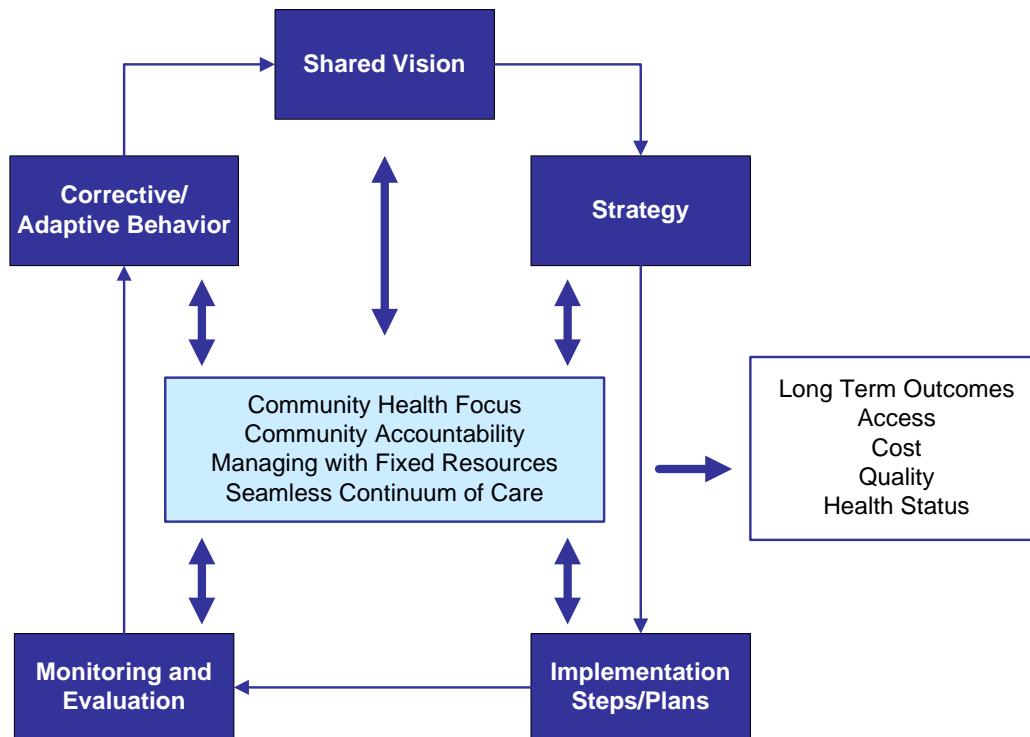 Shared Vision
Corrective/
Adaptive Behavior
Strategy
Community Health Focus
Community Accountability
Managing with Fixed Resources
Seamless Continuum of Care
Long Term Outcomes
Access
Cost
Quality
Health Status
Monitoring and
Evaluation
Implementation
Steps/Plans